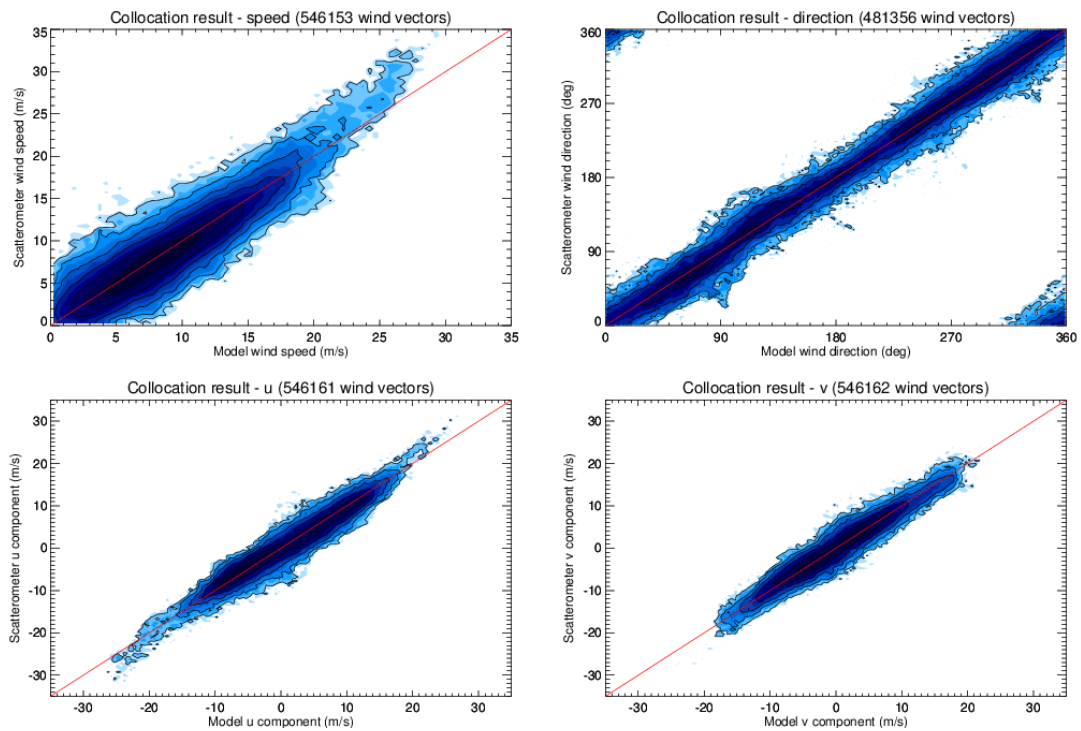 Collocation result - speed (546153 wind vectors)
35
30
25
20
15
10
5
0
Scatterometer wind speed (m/s)
0 5 10 15 20 25 30 35
Model wind speed (m/s)
Collocation result - direction (481356 wind vectors)
360
270
180
90
0
Scatterometer wind direction (deg)
0 90 180 270 360
Model wind direction (deg)
Collocation result - u (546161 wind vectors)
30
20
10
0
-10
-20
-30
Scatterometer u component (m/s)
-30 -20 -10 0 10 20 30
Model u component (m/s)
Collocation result - v (546162 wind vectors)
30
20
10
0
-10
-20
-30
Scatterometer v component (m/s)
-30 -20 -10 0 10 20 30
Model v component (m/s)